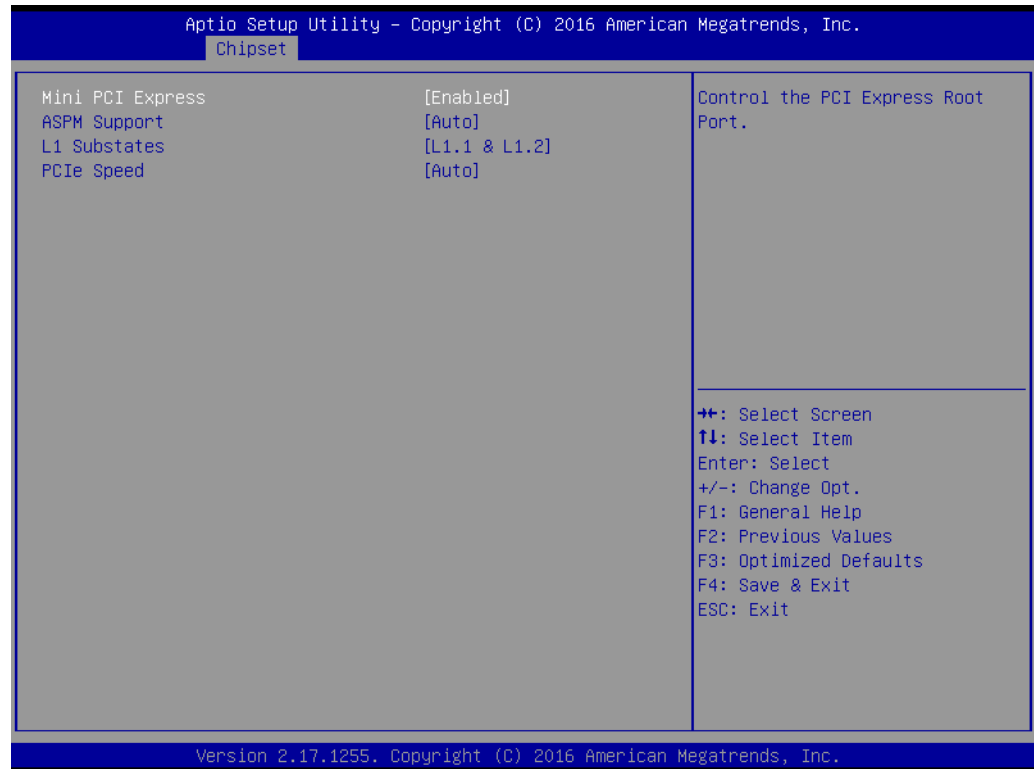 Aptio Setup Utility – Copyright (C) 2016 American Megatrends, Inc.
Chipset
Mini PCI Express [Enabled]
ASPM Support [Auto]
L1 Substates [L1.1 & L1.2]
PCIe Speed [Auto]
Control the PCI Express Root
Port.
→←: Select Screen
↑↓: Select Item
Enter: Select
+/-: Change Opt.
F1: General Help
F2: Previous Values
F3: Optimized Defaults
F4: Save & Exit
ESC: Exit
Version 2.17.1255. Copyright (C) 2016 American Megatrends, Inc.